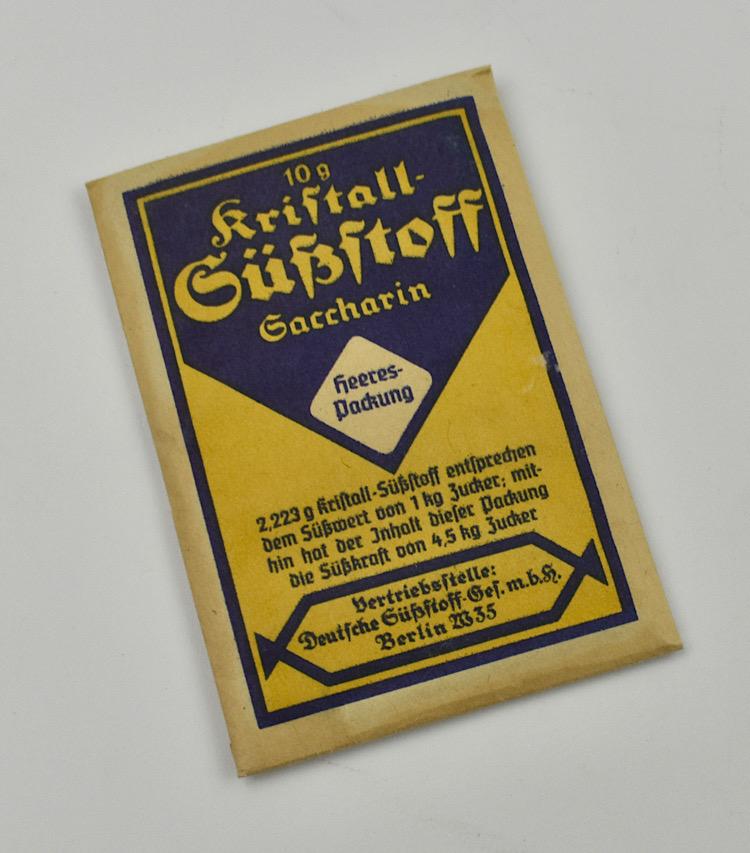 10 g
Kristall-
Süßstoff
Saccharin
Heeres-
Packung
2,223 g Kristall-Süßstoff entsprechen
dem Süßwert von 1 kg Zucker; mit-
hin hat der Inhalt dieser Packung
die Süßkraft von 4,5 kg Zucker
Vertriebsstelle:
Deutsche Süßstoff-Ges. m. b. H.
Berlin W 35